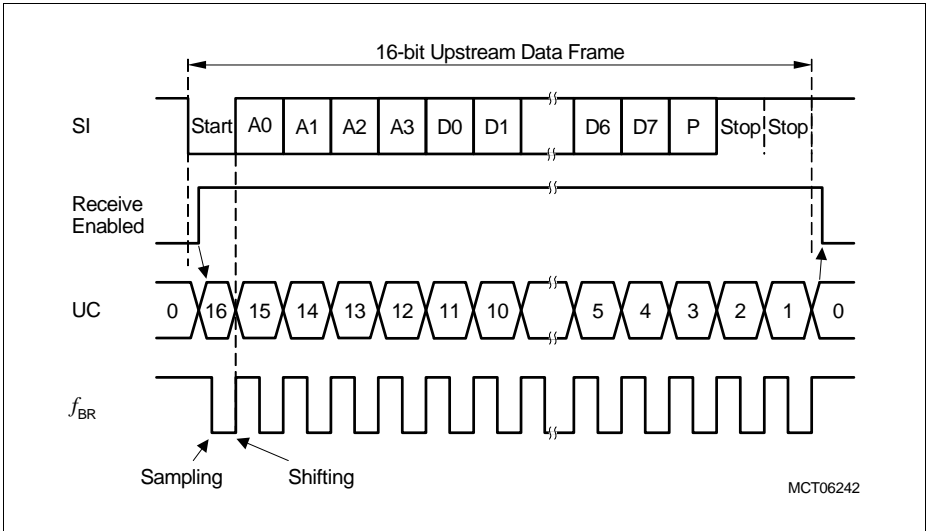 16-bit Upstream Data Frame
SI Start A0 A1 A2 A3 D0 D1 D6 D7 P Stop Stop
Receive
Enabled
UC 0 16 15 14 13 12 11 10 5 4 3 2 1 0
fBR
Sampling Shifting
MCT06242